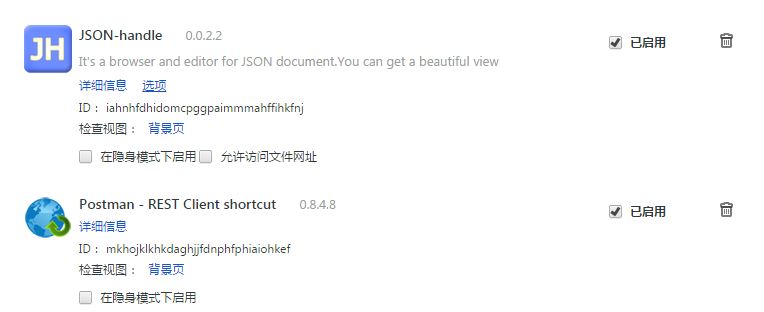 JH
JSON-handle 0.0.2.2 已启用
It's a browser and editor for JSON document.You can get a beautiful view
详细信息 选项
ID： iahnhfdhidomcpggpaimmmahffihkfnj
检查视图： 背景页
在隐身模式下启用 允许访问文件网址
Postman - REST Client shortcut 0.8.4.8 已启用
详细信息
ID： mkhojklkhkdaghjjfdnphfphiaiohkef
检查视图： 背景页
在隐身模式下启用